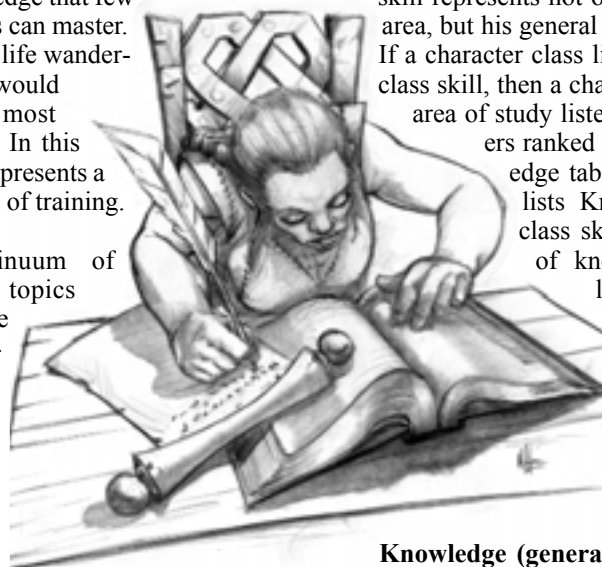 edge that few
s can master.
life wander-
would
most
In this
presents a
of training.
inuum of
topics
e
skill represents not o
area, but his general
If a character class li
class skill, then a cha
area of study liste
ers ranked
edge tab
lists Kn
class sk
of kno
l
Knowledge (genera